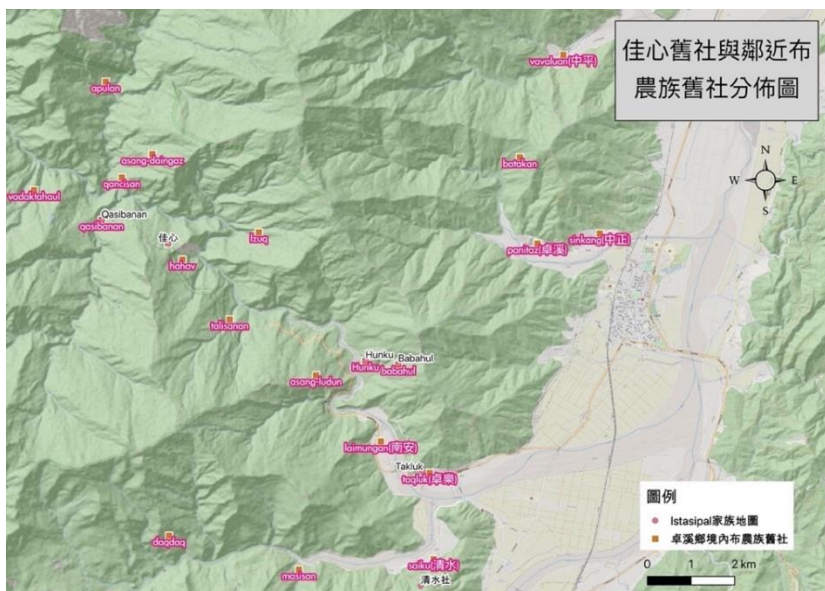 佳心舊社與鄰近布
農族舊社分佈圖
vavaluan(中平)
apulan
asang-daingaz
batakan
qancisan
vadaktahaul
N
W
E
S
Qasibanan
qasibanan
佳心
Izuq
sinkang(中正)
panitaz(卓溪)
hahav
talisanan
Hunku
Babahul
Hunku
babahul
asang-ludun
laimungan(南安)
Takluk
taqluk(卓樂)
圖例
Istasipal家族地圖
卓溪鄉境內布農族舊社
0 1 2 km
daqdaq
masisan
saiku(清水)
清水社